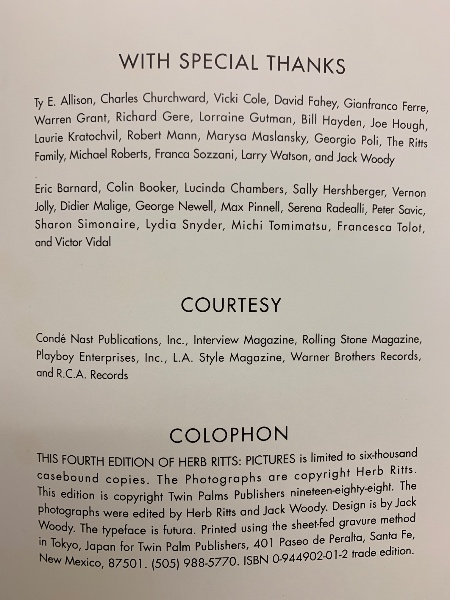 WITH SPECIAL THANKS
Ty E. Allison, Charles Churchward, Vicki Cole, David Fahey, Gianfranco Ferre,
Warren Grant, Richard Gere, Lorraine Gutman, Bill Hayden, Joe Hough,
Laurie Kratochvil, Robert Mann, Marysa Maslansky, Georgio Poli, The Ritts
Family, Michael Roberts, Franca Sozzani, Larry Watson, and Jack Woody
Eric Barnard, Colin Booker, Lucinda Chambers, Sally Hershberger, Vernon
Jolly, Didier Malige, George Newell, Max Pinnell, Serena Radealli, Peter Savic,
Sharon Simonaire, Lydia Snyder, Michi Tomimatsu, Francesca Tolot,
and Victor Vidal
COURTESY
Condé Nast Publications, Inc., Interview Magazine, Rolling Stone Magazine,
Playboy Enterprises, Inc., L.A. Style Magazine, Warner Brothers Records,
and R.C.A. Records
COLOPHON
THIS FOURTH EDITION OF HERB RITTS: PICTURES is limited to six-thousand
casebound copies. The Photographs are copyright Herb Ritts.
This edition is copyright Twin Palms Publishers nineteen-eighty-eight. The
photographs were edited by Herb Ritts and Jack Woody. Design is by Jack
Woody. The typeface is futura. Printed using the sheet-fed gravure method
in Tokyo, Japan for Twin Palm Publishers, 401 Paseo de Peralta, Santa Fe,
New Mexico, 87501. (505) 988-5770. ISBN 0-944902-01-2 trade edition.